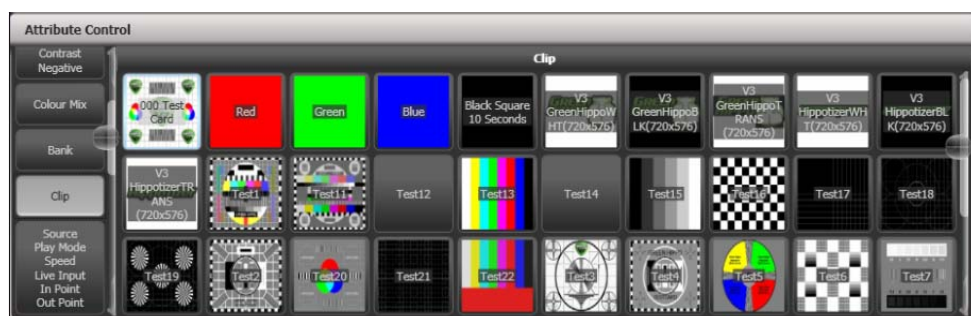 Attribute Control
Contrast
Negative
Colour Mix
Bank
Clip
Source
Play Mode
Speed
Live Input
In Point
Out Point
Clip
000 Test
Card
Red
Green
Blue
Black Square
10 Seconds
V3
GreenHippoW
HT(720x576)
V3
GreenHippoB
LK(720x576)
V3
GreenHippoT
RANS
(720x576)
V3
HippotizerWH
T(720x576)
V3
HippotizerBL
K(720x576)
V3
HippotizerTR
ANS
(720x576)
Test1
Test11
Test12
Test13
Test14
Test15
Test16
Test17
Test18
Test19
Test2
Test20
Test21
Test22
Test3
Test4
Test5
Test6
Test7